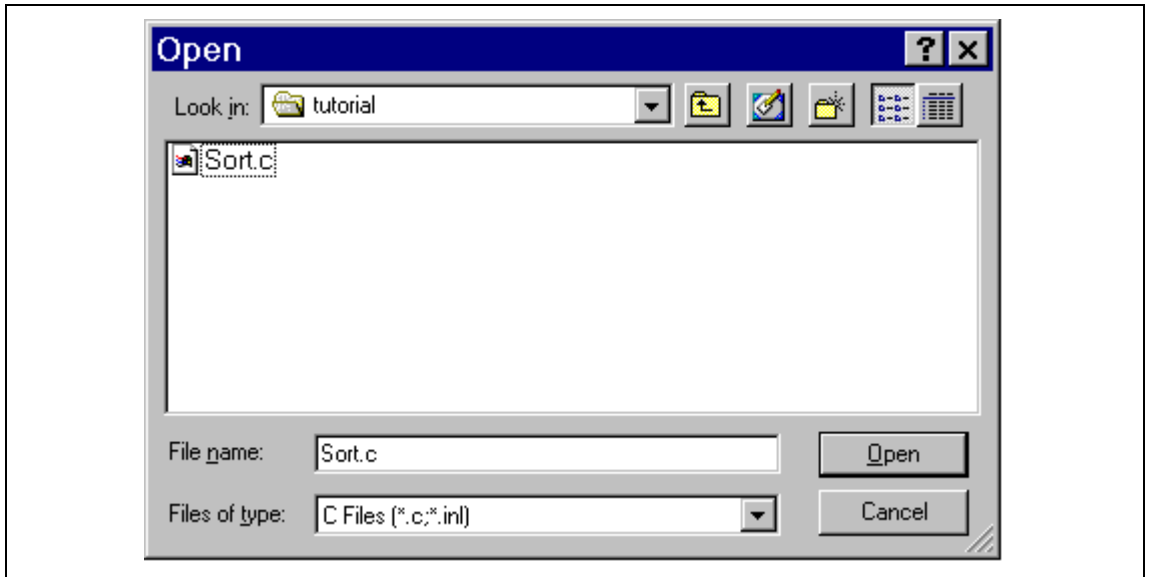 Open
Look in: tutorial
Sort.c
File name: Sort.c
Open
Files of type: C Files (*.c;*.inl)
Cancel